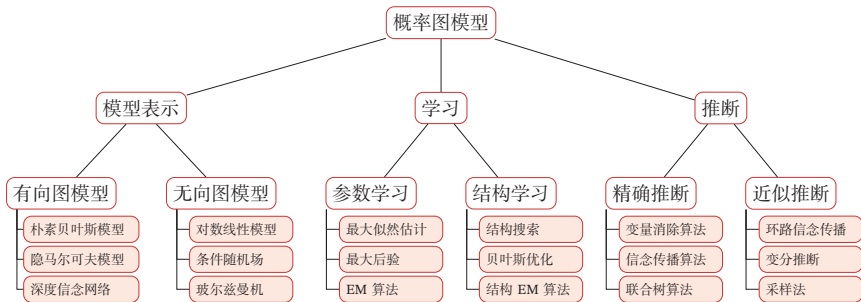 概率图模型
模型表示
学习
推断
有向图模型
无向图模型
参数学习
结构学习
精确推断
近似推断
朴素贝叶斯模型
对数线性模型
最大似然估计
结构搜索
变量消除算法
环路信念传播
隐马尔可夫模型
条件随机场
最大后验
贝叶斯优化
信念传播算法
变分推断
深度信念网络
玻尔兹曼机
EM 算法
结构 EM 算法
联合树算法
采样法